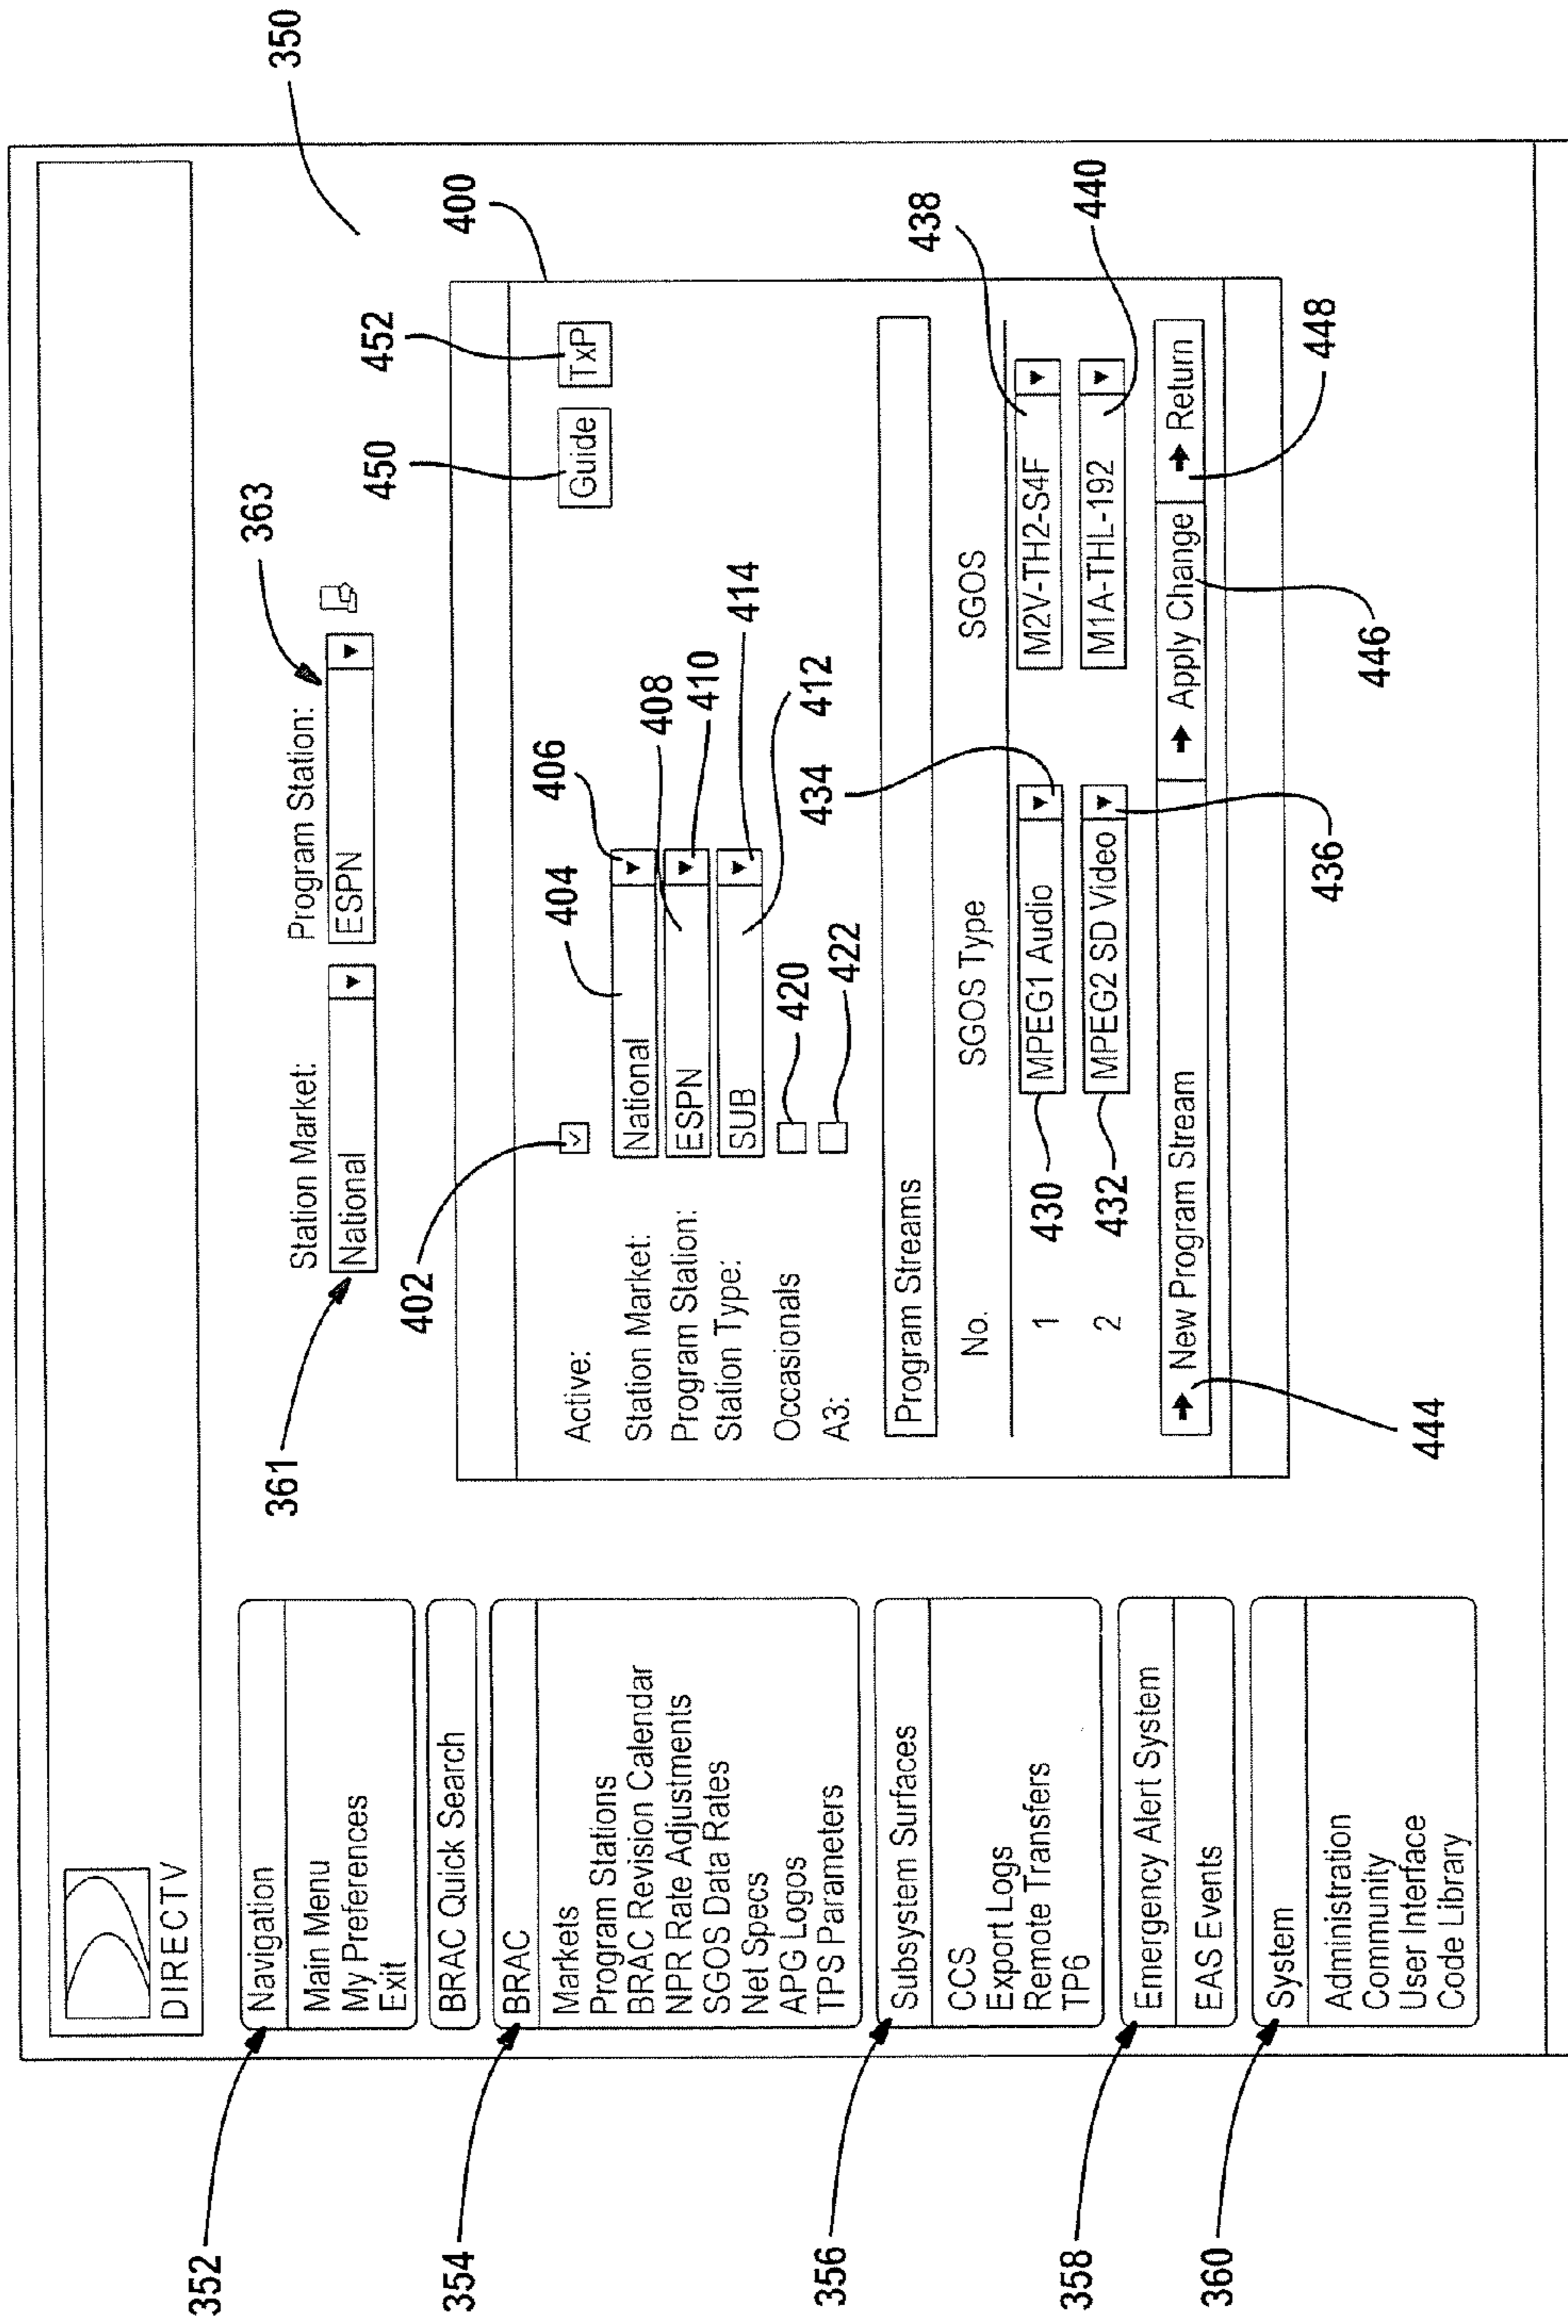 DIRECTV
352
Navigation
Main Menu
My Preferences
Exit
BRAC Quick Search
354
BRAC
Markets
Program Stations
BRAC Revision Calendar
NPR Rate Adjustments
SGOS Data Rates
Net Specs
APG Logos
TPS Parameters
356
Subsystem Surfaces
CCS
Export Logs
Remote Transfers
TP6
358
Emergency Alert System
EAS Events
360
System
Administration
Community
User Interface
Code Library
350
Station Market:
Program Station:
361
National
ESPN
363
400
402
404
406
450
452
Active:
Guide
TxP
Station Market:
National
Program Station:
ESPN
408
410
Station Type:
SUB
414
412
Occasionals
420
A3:
422
434
Program Streams
438
440
No.
SGOS Type
SGOS
1
430
MPEG1 Audio
M2V-TH2-S4F
2
432
MPEG2 SD Video
M1A-THL-192
New Program Stream
Apply Change
Return
444
436
446
448